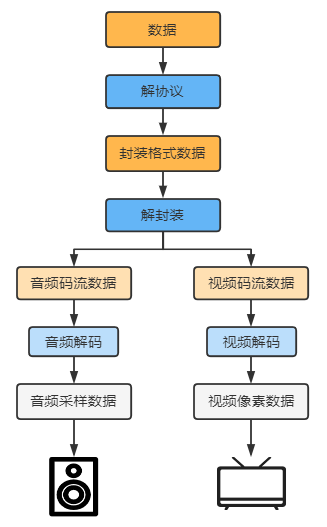 数据
解协议
封装格式数据
解封装
音频码流数据
视频码流数据
音频解码
视频解码
音频采样数据
视频像素数据